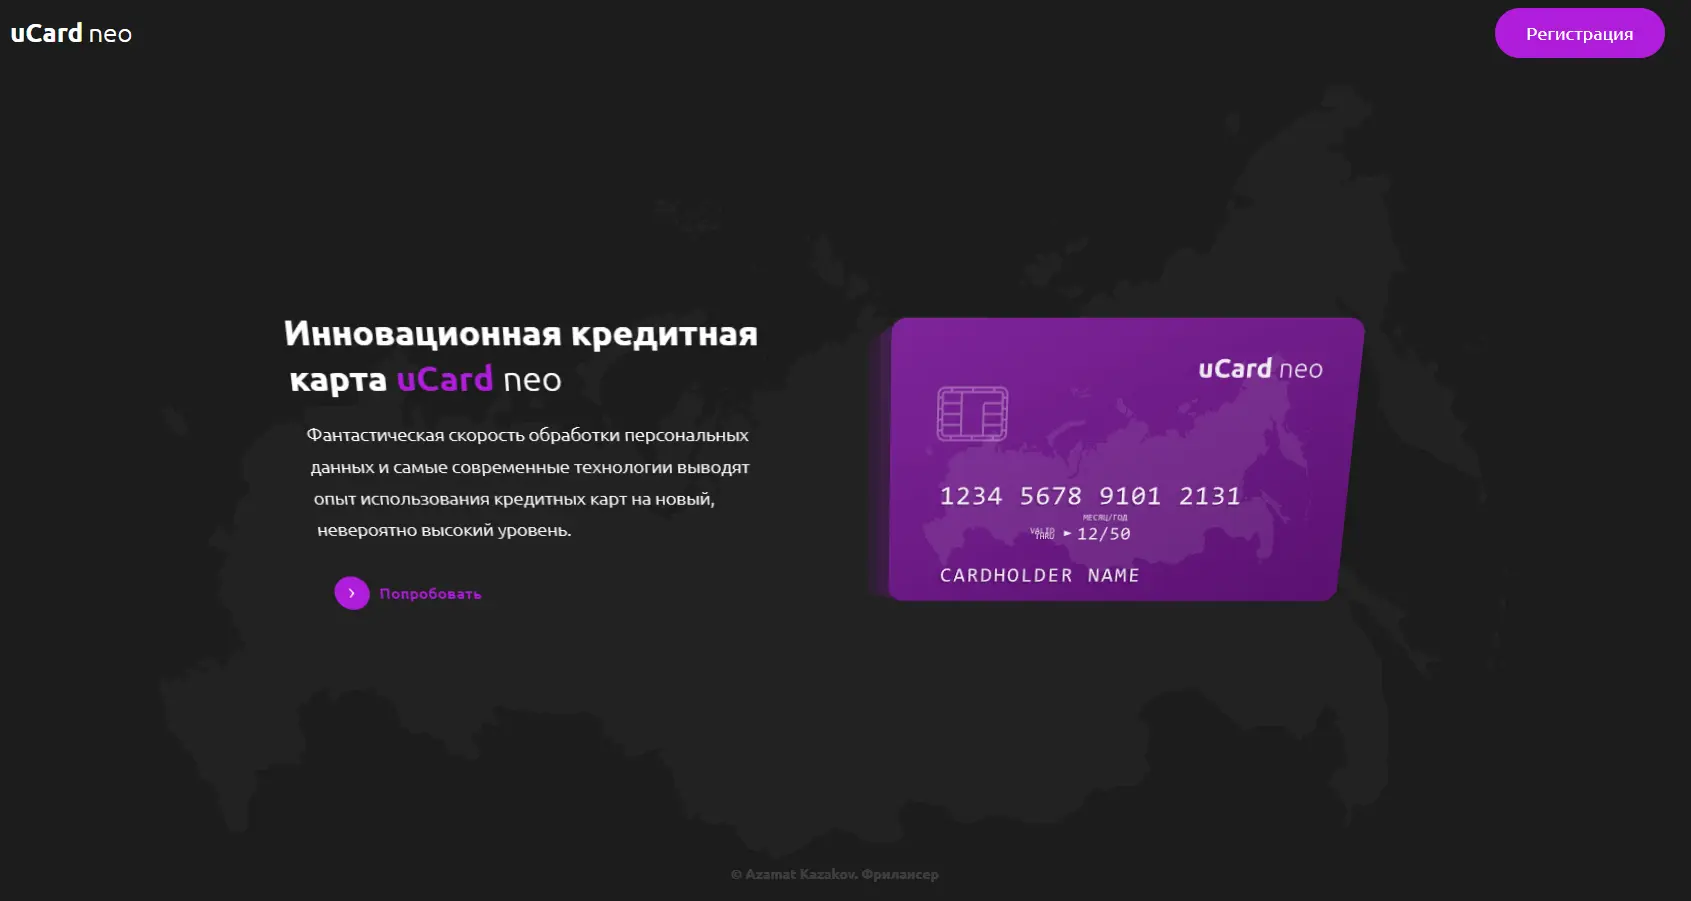 uCard neo
Регистрация
Инновационная кредитная
карта uCard neo
Фантастическая скорость обработки персональных
данных и самые современные технологии выводят
опыт использования кредитных карт на новый,
невероятно высокий уровень.
Попробовать
uCard neo
1234 5678 9101 2131
МЕСЯЦ/ГОД
VALID
THRU ► 12/50
CARDHOLDER NAME
© Azamat Kazakov. Фрилансер